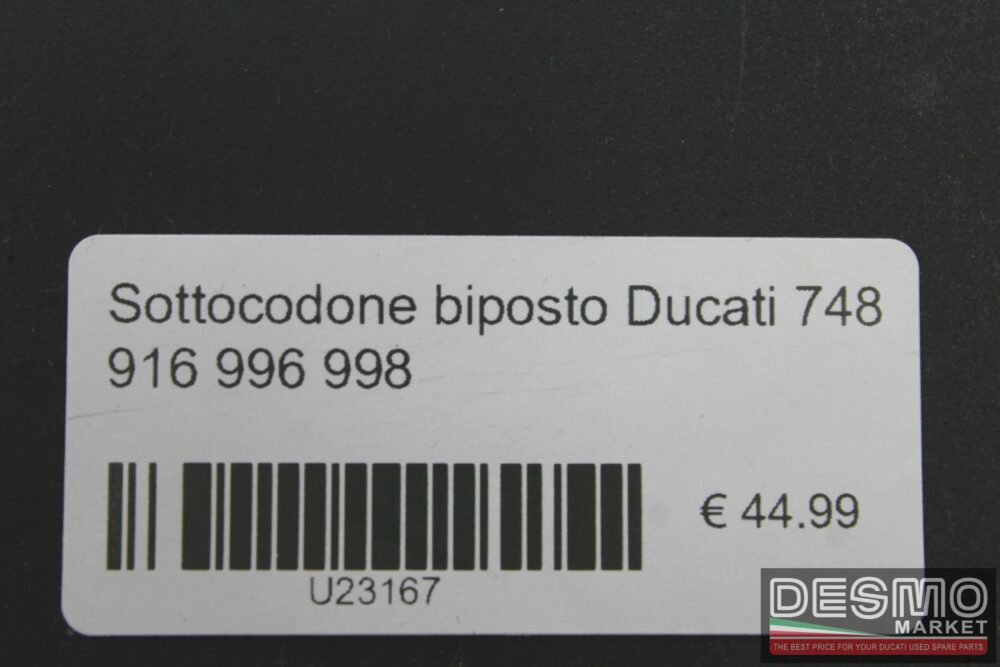 Sottocodone biposto Ducati 748
916 996 998
€ 44.99
U23167
DESMO
MARKET
THE BEST PRICE FOR YOUR DUCATI USED SPARE PARTS